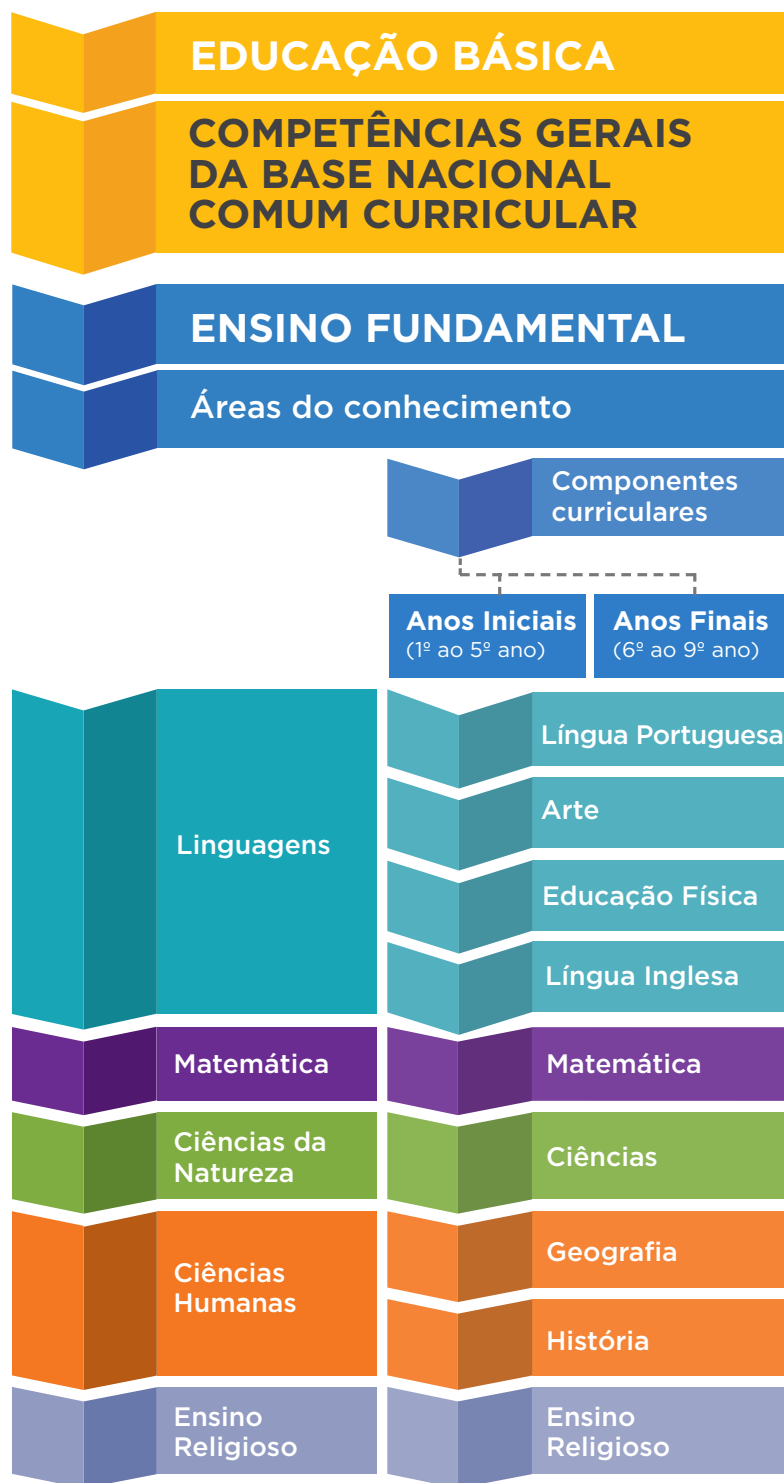 EDUCAÇÃO BÁSICA
COMPETÊNCIAS GERAIS
DA BASE NACIONAL
COMUM CURRICULAR
ENSINO FUNDAMENTAL
Áreas do conhecimento
Componentes
curriculares
Anos Iniciais
(1º ao 5º ano)
Anos Finais
(6º ao 9º ano)
Linguagens
Língua Portuguesa
Arte
Educação Física
Língua Inglesa
Matemática
Matemática
Ciências da
Natureza
Ciências
Ciências
Humanas
Geografia
História
Ensino
Religioso
Ensino
Religioso